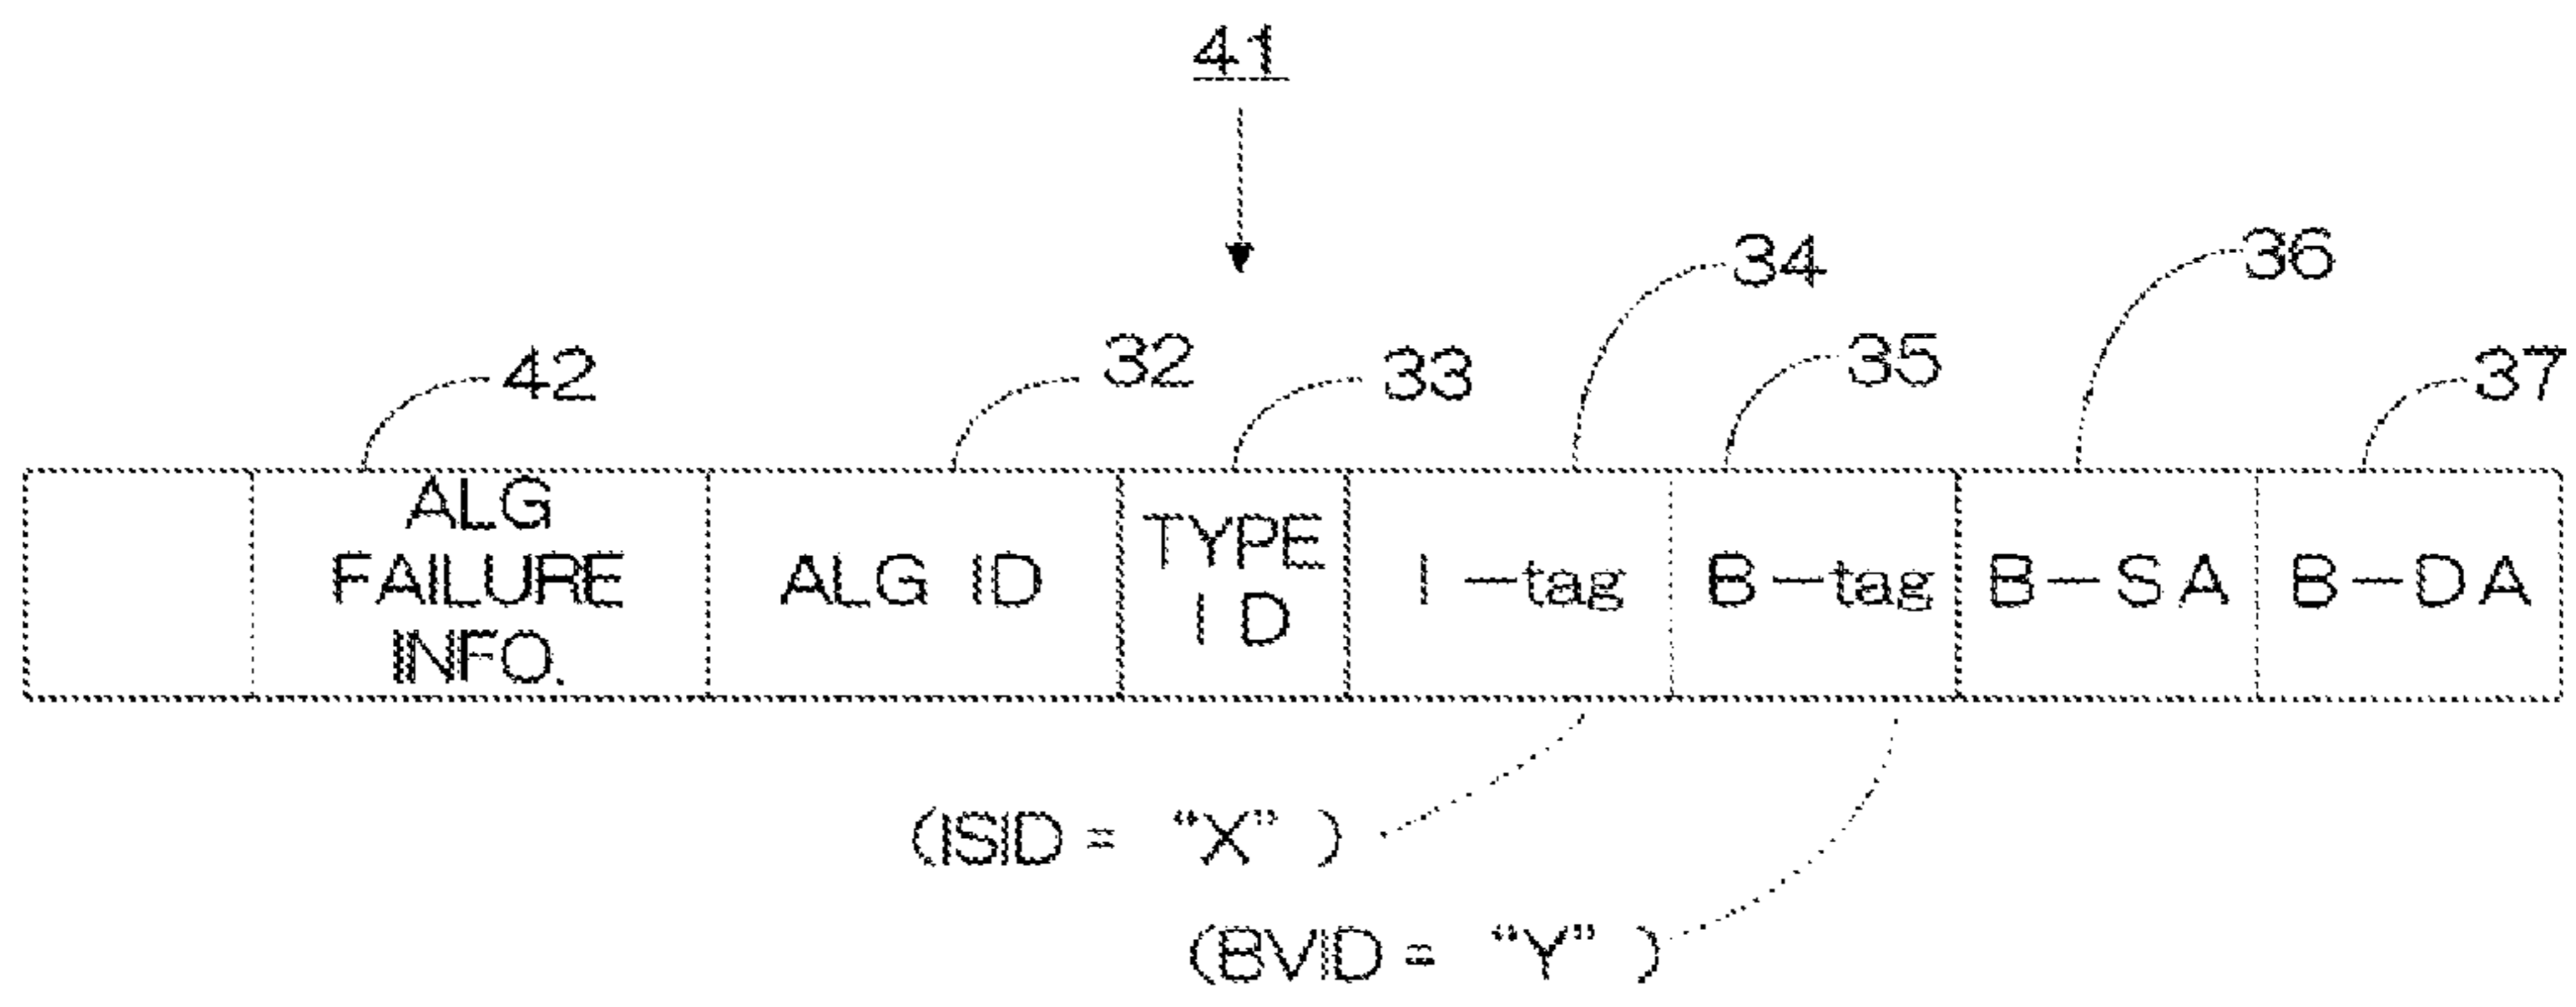 41
34
36
42
32
33
35
37
ALG
FAILURE
INFO.
ALG ID
TYPE
ID
I-tag
B-tag
B-SA
B-DA
(ISID = "X" )
(BVID = "Y" )